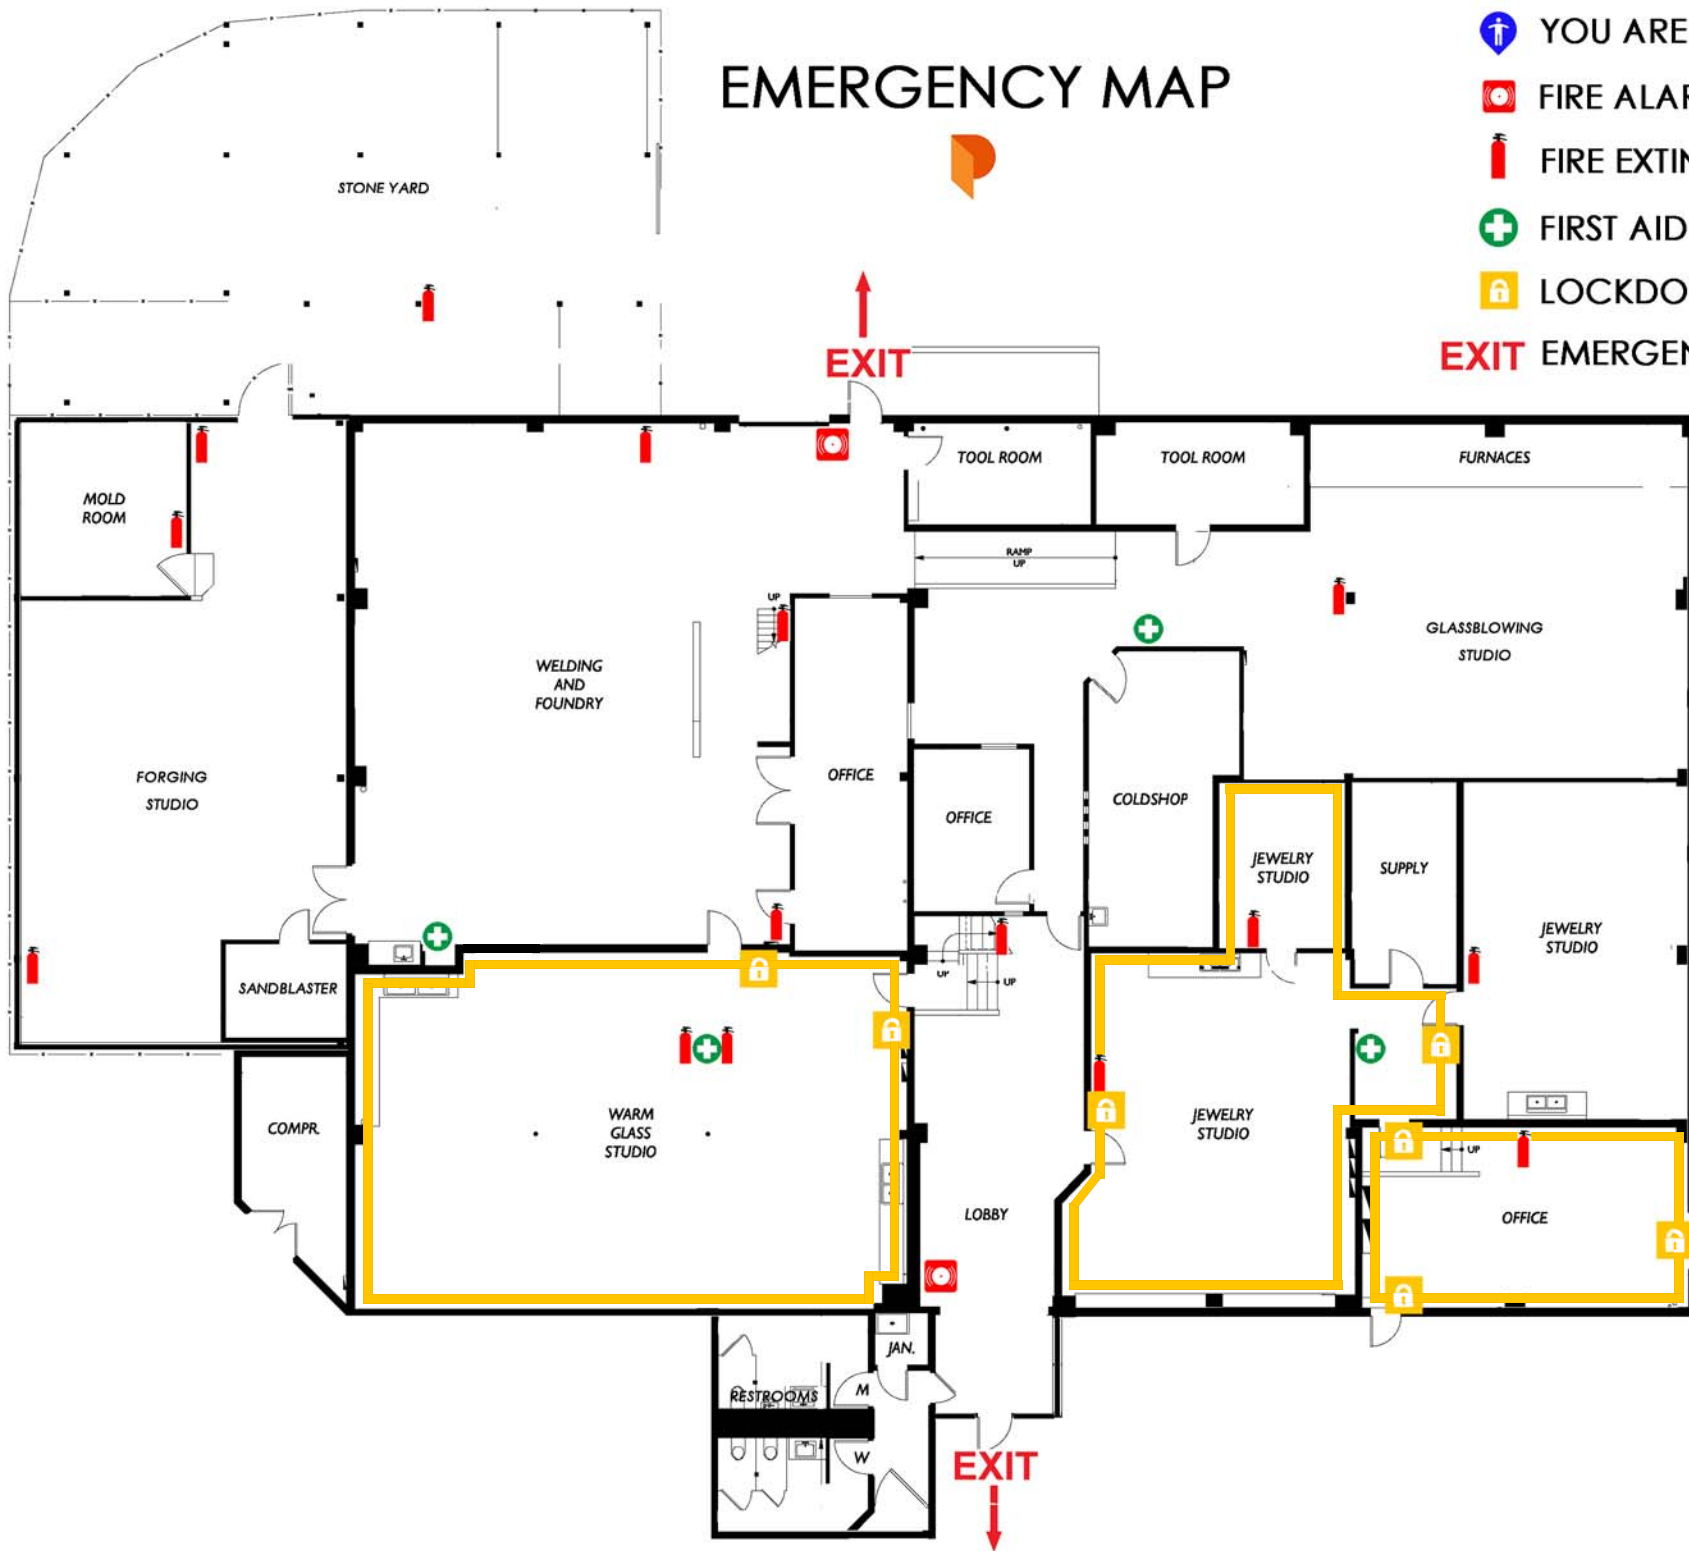 EMERGENCY MAP
YOU ARE
FIRE ALAR
FIRE EXTIN
FIRST AID
LOCKDO
EXIT EMERGEN
STONE YARD
EXIT
MOLD
ROOM
TOOL ROOM
TOOL ROOM
FURNACES
RAMP
UP
UP
WELDING
AND
FOUNDRY
GLASSBLOWING
STUDIO
FORGING
STUDIO
OFFICE
OFFICE
COLDSHOP
JEWELRY
STUDIO
SUPPLY
JEWELRY
STUDIO
SANDBLASTER
UP
UP
COMPR.
WARM
GLASS
STUDIO
JEWELRY
STUDIO
UP
LOBBY
OFFICE
JAN.
RESTROOMS
M
W
EXIT